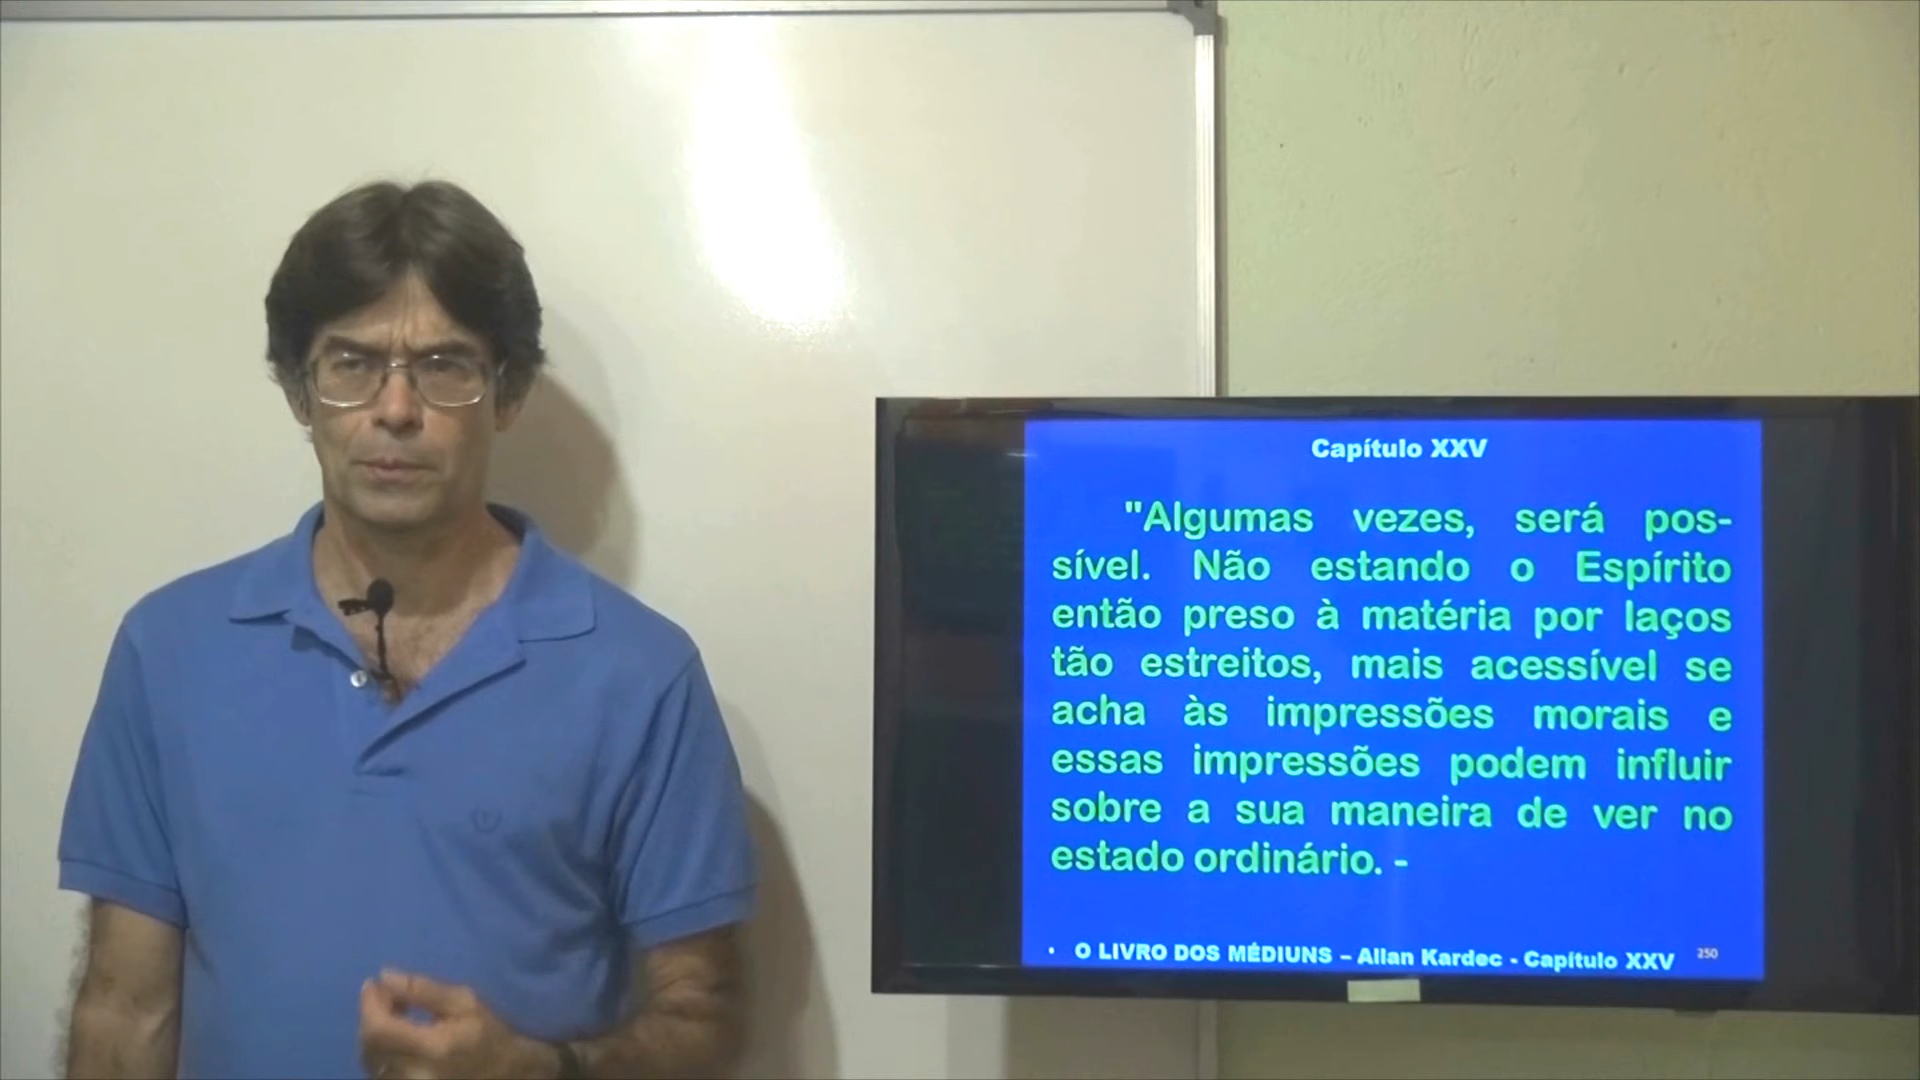 Capítulo XXV
"Algumas vezes, será pos-
sível. Não estando o Espírito
então preso à matéria por laços
tão estreitos, mais acessível se
acha às impressões morais e
essas impressões podem influir
sobre a sua maneira de ver no
estado ordinário. -
• O LIVRO DOS MÉDIUNS – Allan Kardec - Capítulo XXV
250